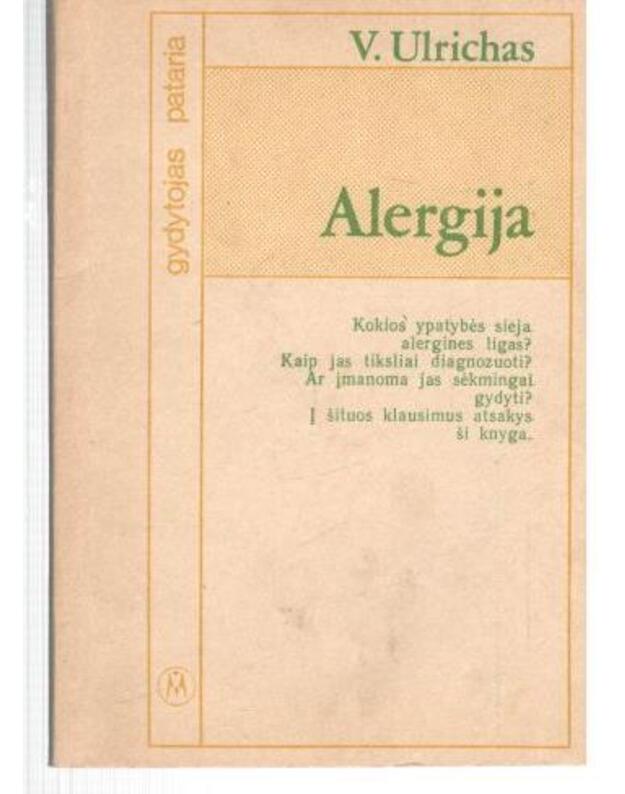 V. Ulrichas
gydytojas pataria
Alergija
Kokios ypatybės sieja
alergines ligas?
Kaip jas tiksliai diagnozuoti?
Ar įmanoma jas sėkmingai
gydyti?
Į šituos klausimus atsakys
ši knyga.
M